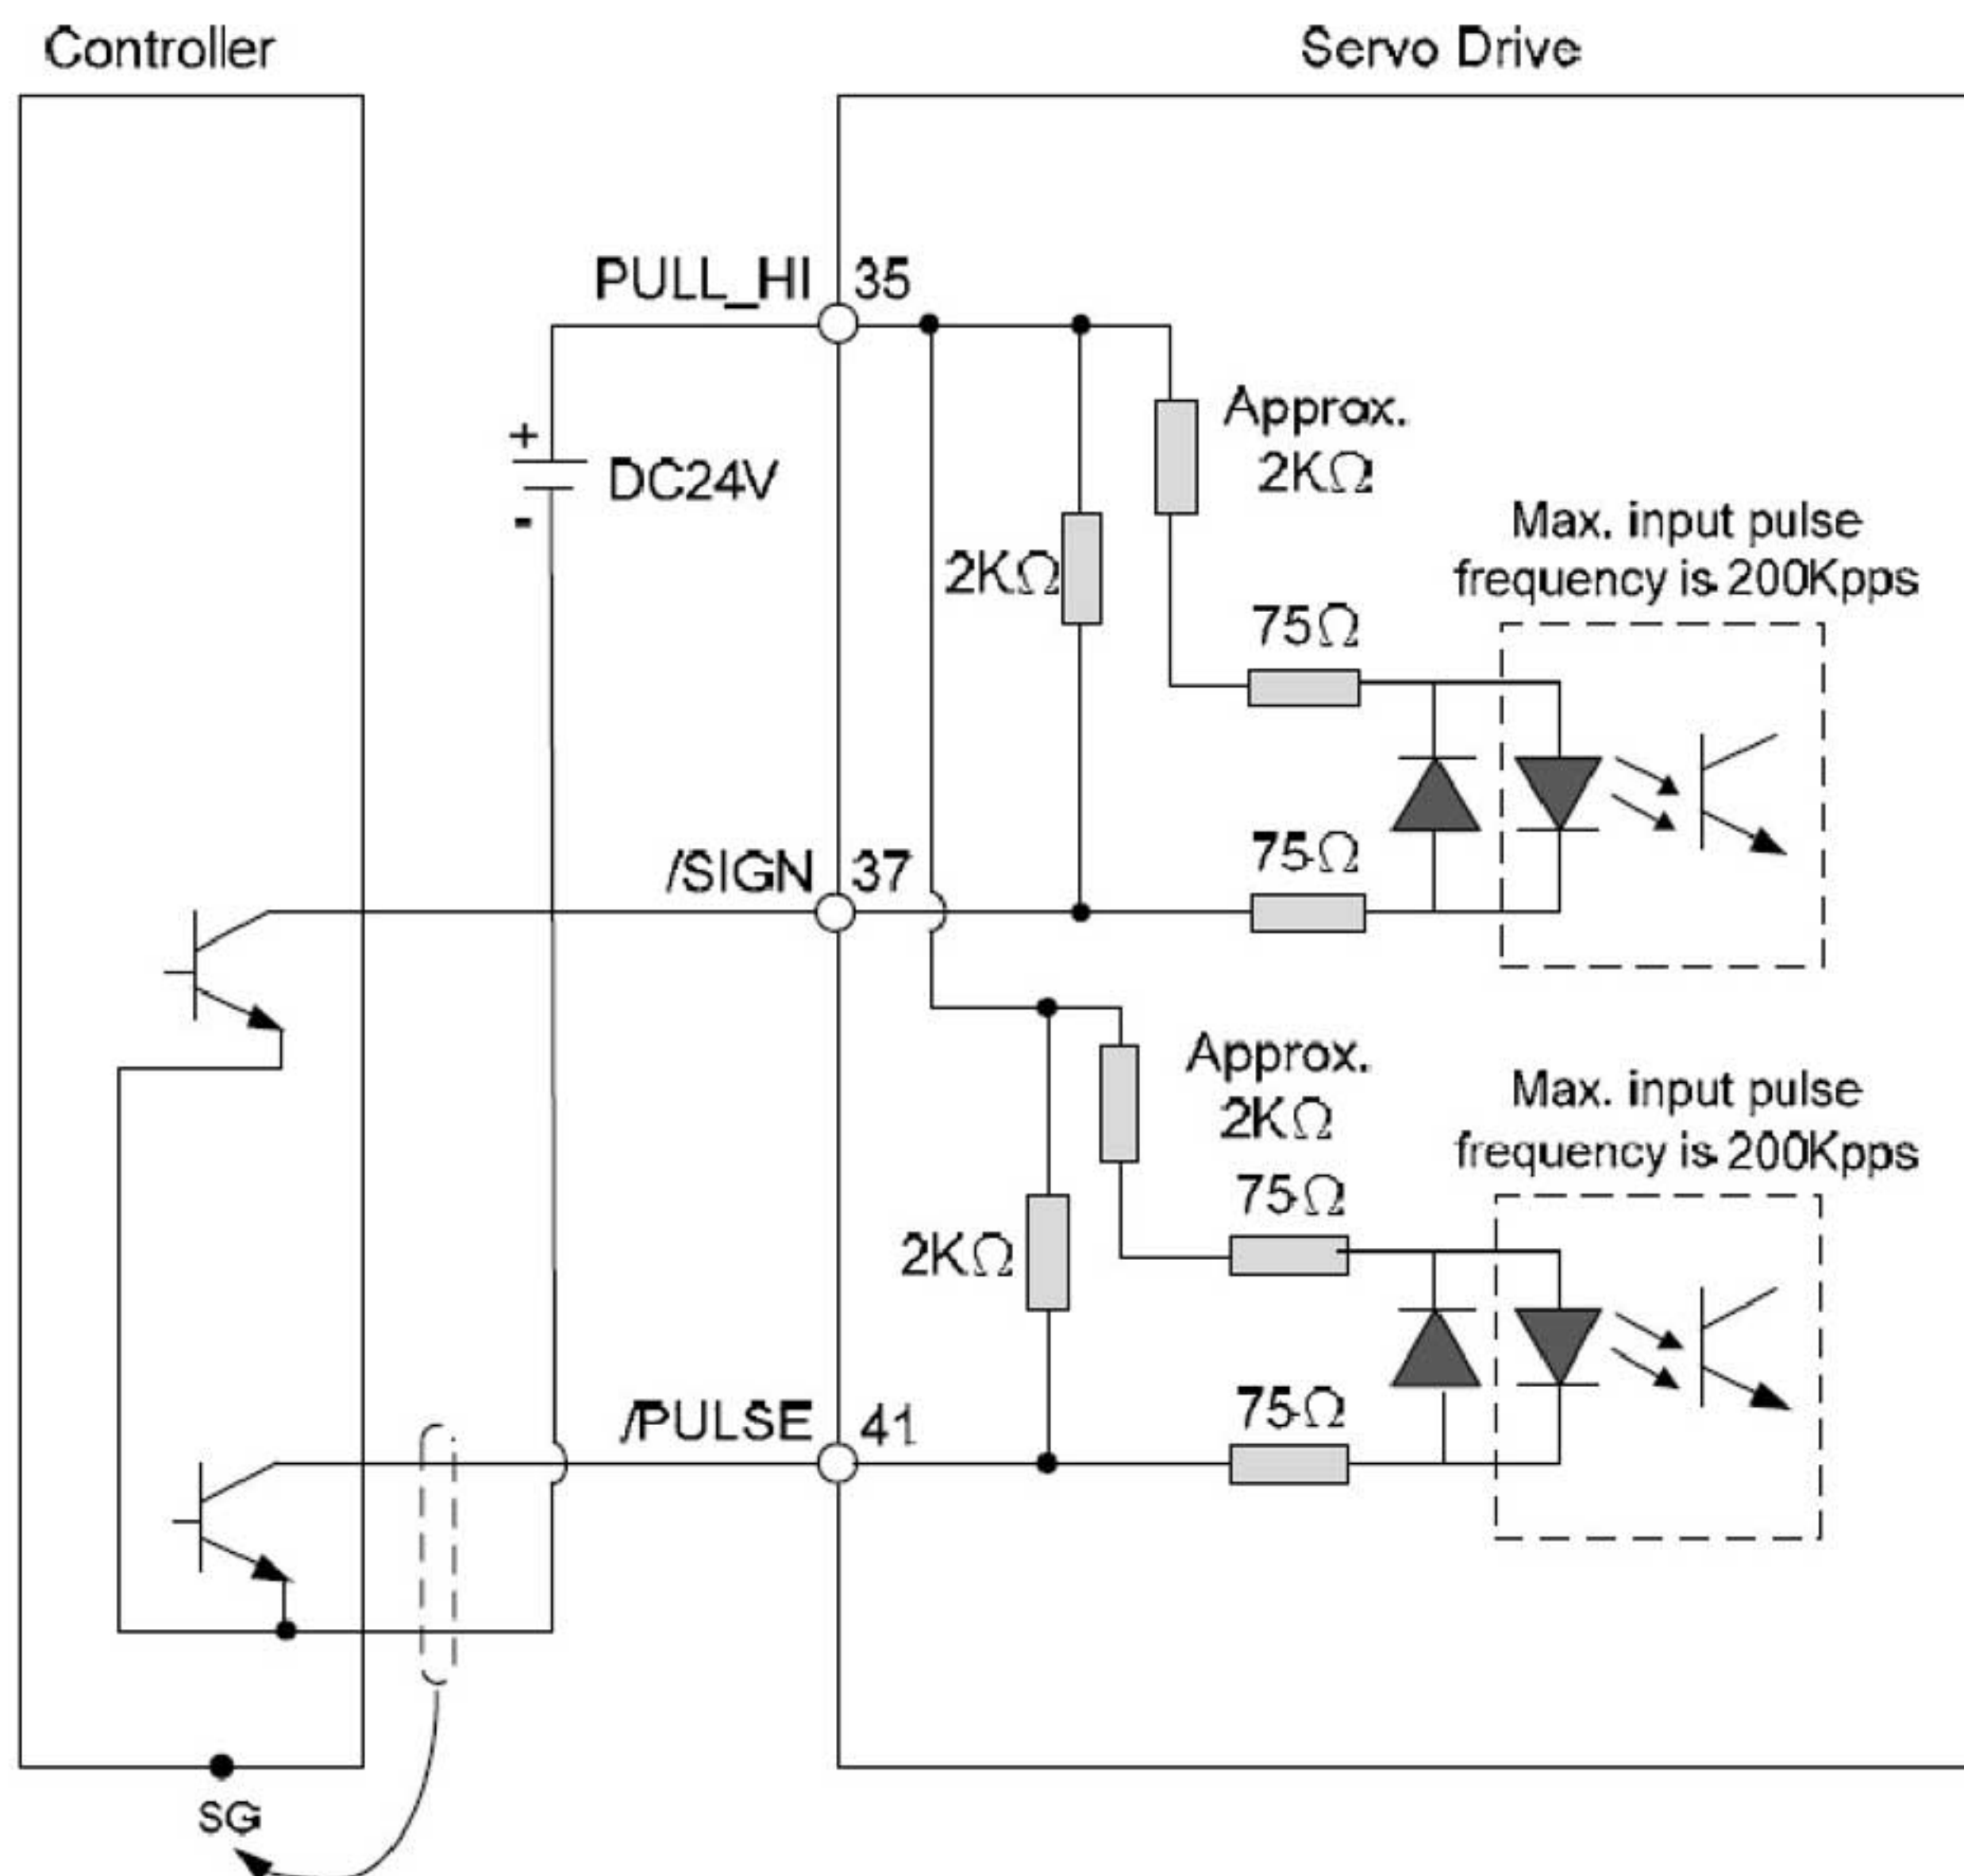 Controller
Servo Drive
PULL_HI 35
+
DC24V
-
Approx.
2KΩ
2KΩ
Max. input pulse
frequency is 200Kpps
75Ω
75Ω
/SIGN 37
Approx.
2KΩ
Max. input pulse
frequency is 200Kpps
75Ω
2KΩ
75Ω
/PULSE 41
SG